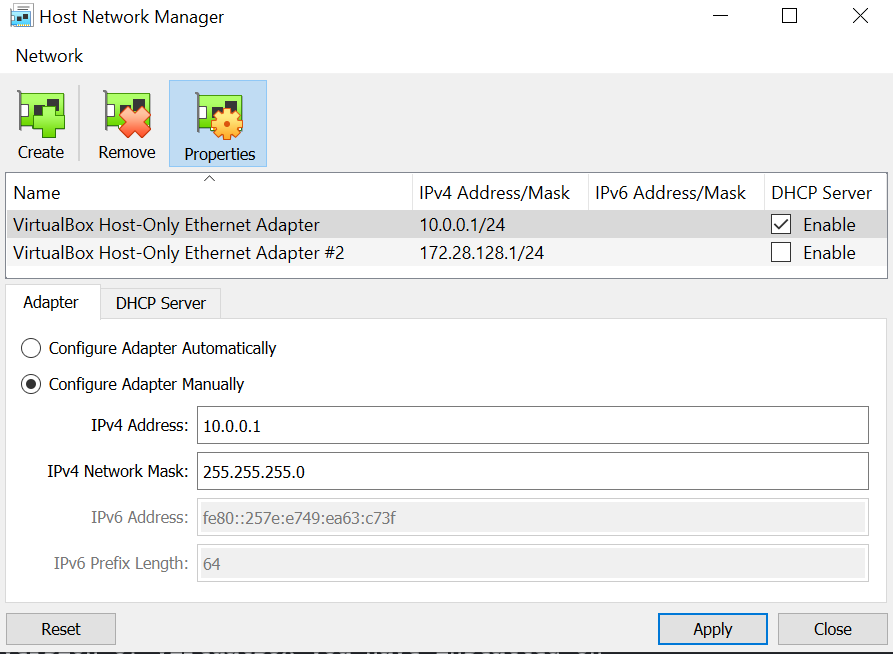 Host Network Manager
Network
Create Remove Properties
Name IPv4 Address/Mask IPv6 Address/Mask DHCP Server
VirtualBox Host-Only Ethernet Adapter 10.0.0.1/24 Enable
VirtualBox Host-Only Ethernet Adapter #2 172.28.128.1/24 Enable
Adapter DHCP Server
Configure Adapter Automatically
Configure Adapter Manually
IPv4 Address: 10.0.0.1
IPv4 Network Mask: 255.255.255.0
IPv6 Address: fe80::257e:e749:ea63:c73f
IPv6 Prefix Length: 64
Reset Apply Close